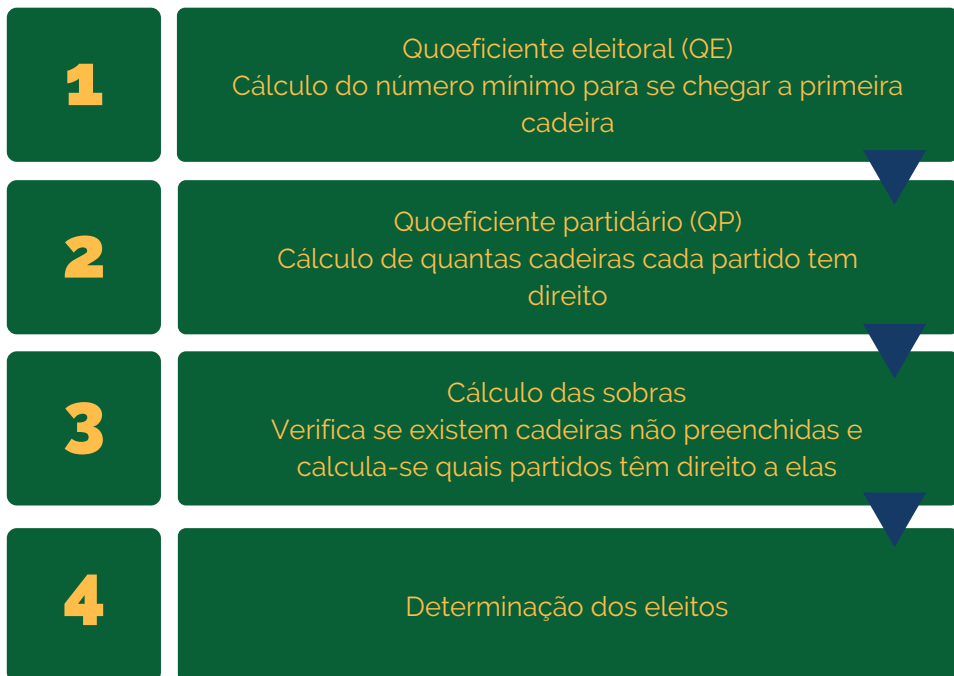 1
Quoeficiente eleitoral (QE)
Cálculo do número mínimo para se chegar a primeira
cadeira
2
Quoeficiente partidário (QP)
Cálculo de quantas cadeiras cada partido tem
direito
3
Cálculo das sobras
Verifica se existem cadeiras não preenchidas e
calcula-se quais partidos têm direito a elas
4
Determinação dos eleitos